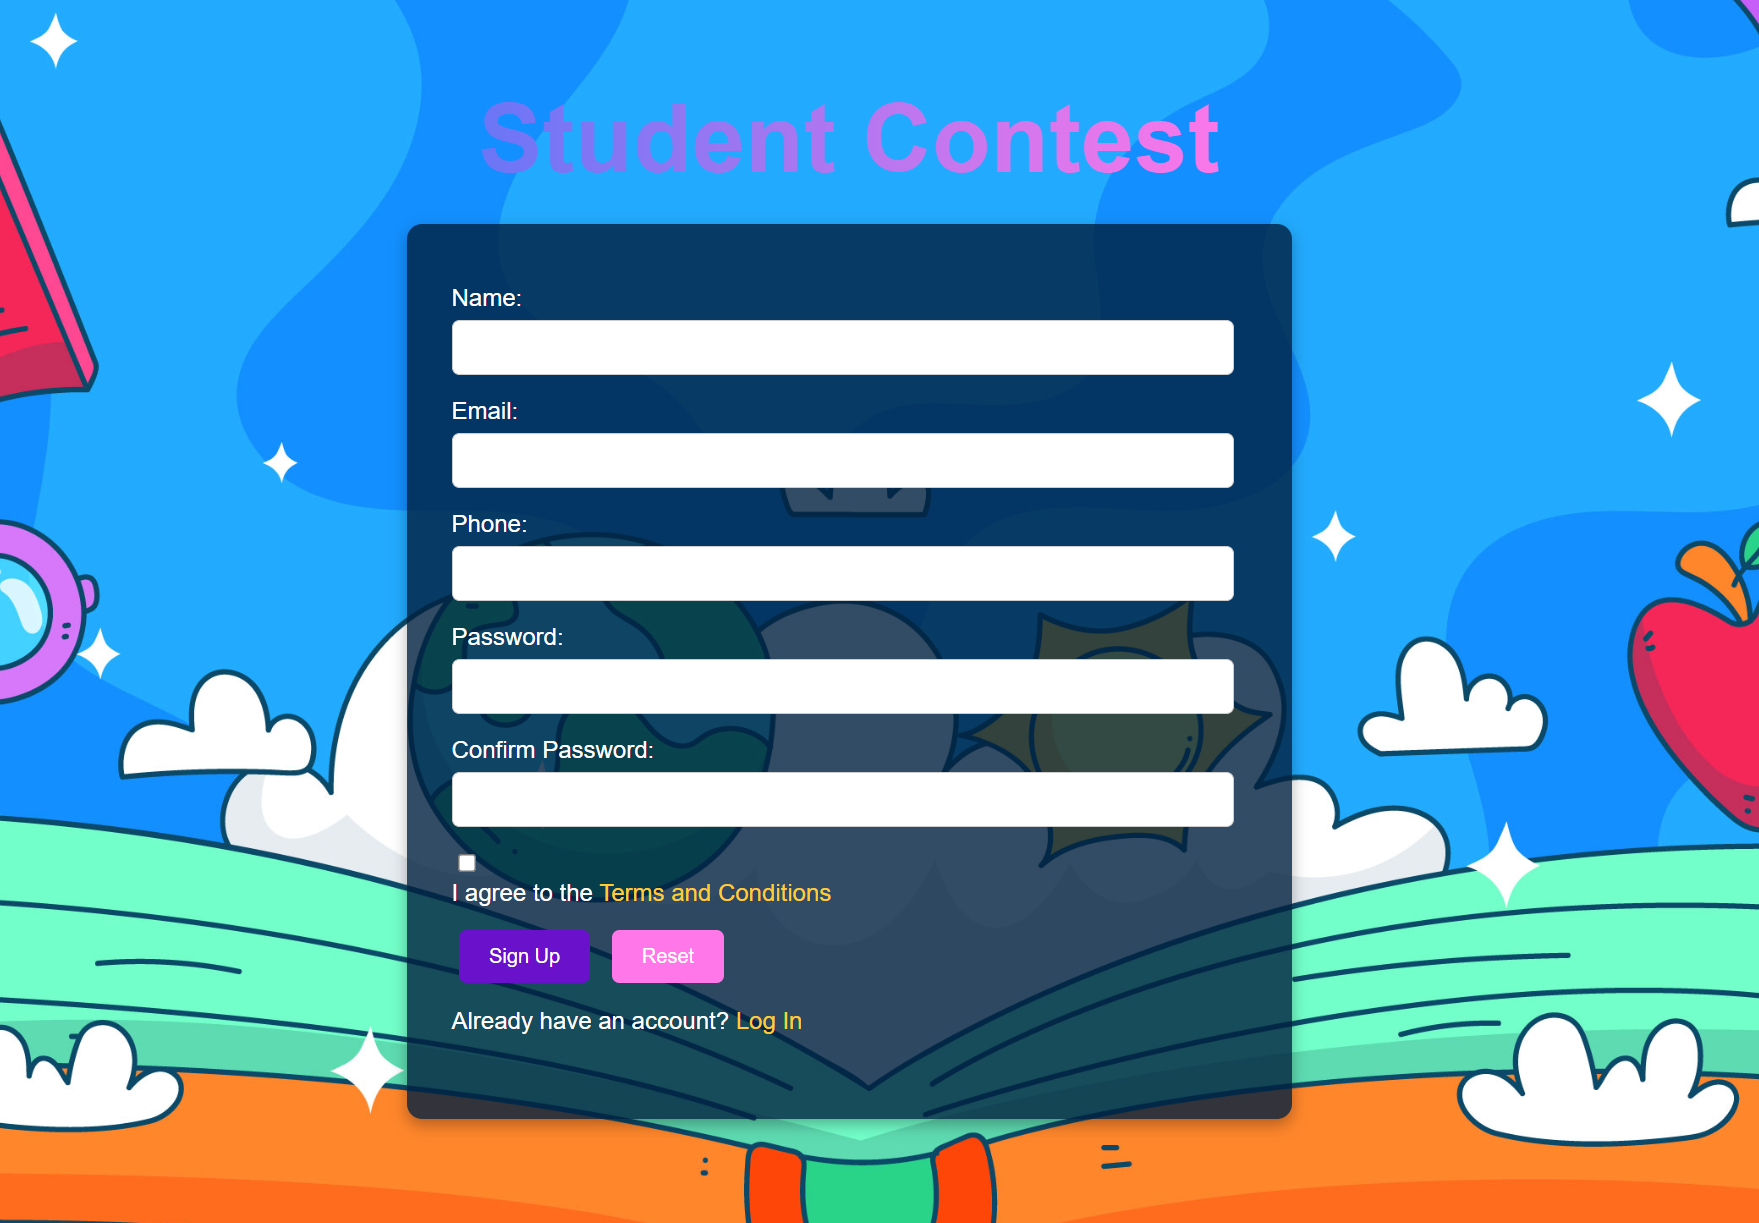 Student Contest
Name:
Email:
Phone:
Password:
Confirm Password:
I agree to the Terms and Conditions
Sign Up
Reset
Already have an account? Log In